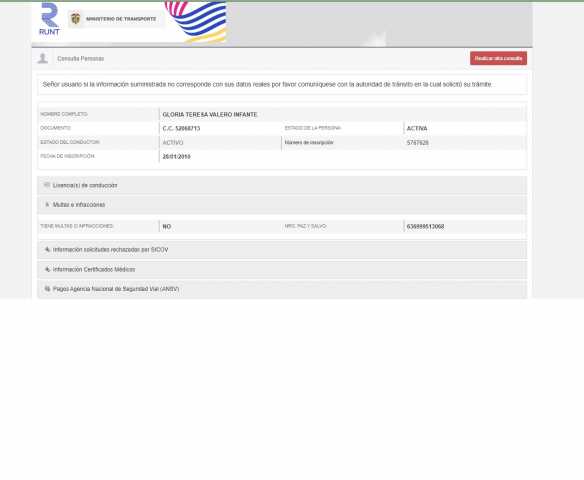 RUNT
MINISTERIO DE TRANSPORTE
Consulta Personas
Realizar otra consulta
Señor usuario si la información suministrada no corresponde con sus datos reales por favor comuníquese con la autoridad de tránsito en la cual solicitó su trámite.
NOMBRE COMPLETO: GLORIA TERESA VALERO INFANTE
DOCUMENTO: C.C. 52060713 ESTADO DE LA PERSONA: ACTIVA
ESTADO DEL CONDUCTOR: ACTIVO Número de inscripción 5767628
FECHA DE INSCRIPCIÓN: 28/01/2010
Licencia(s) de conducción
Multas e infracciones
TIENE MULTAS O INFRACCIONES: NO NRO. PAZ Y SALVO: 636999513068
Información solicitudes rechazadas por SICOV
Información Certificados Médicos
Pagos Agencia Nacional de Seguridad Vial (ANSV)